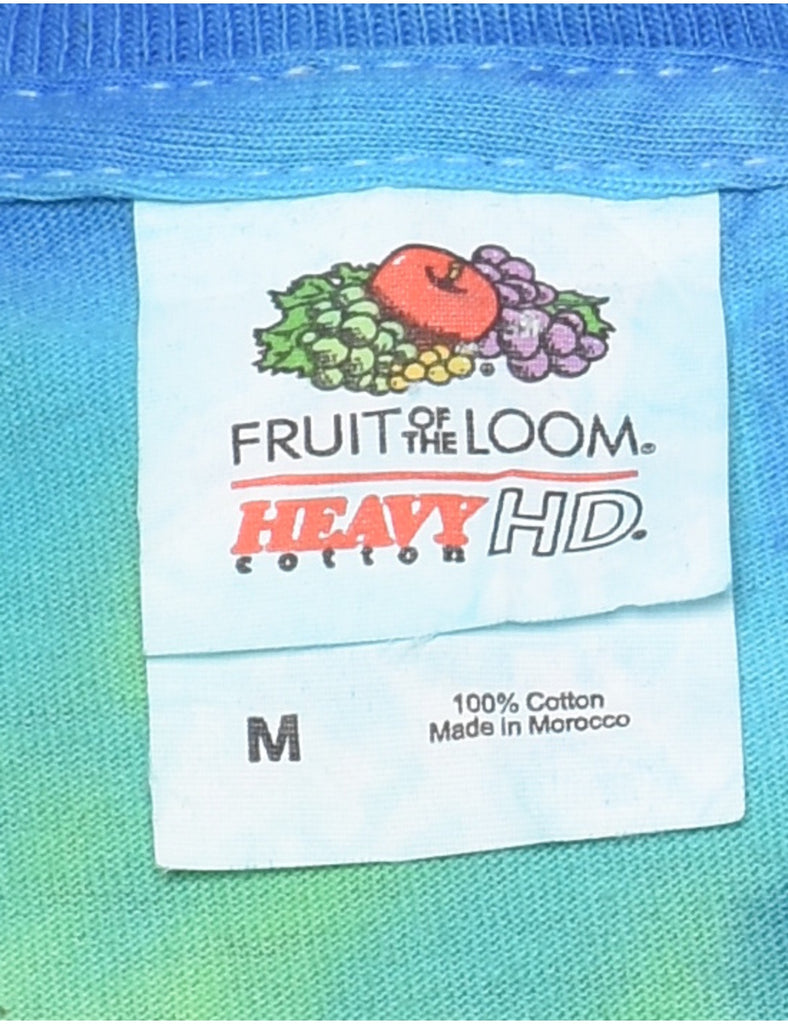 FRUIT OF THE LOOM®
HEAVY HD.
cotton
M
100% Cotton
Made in Morocco